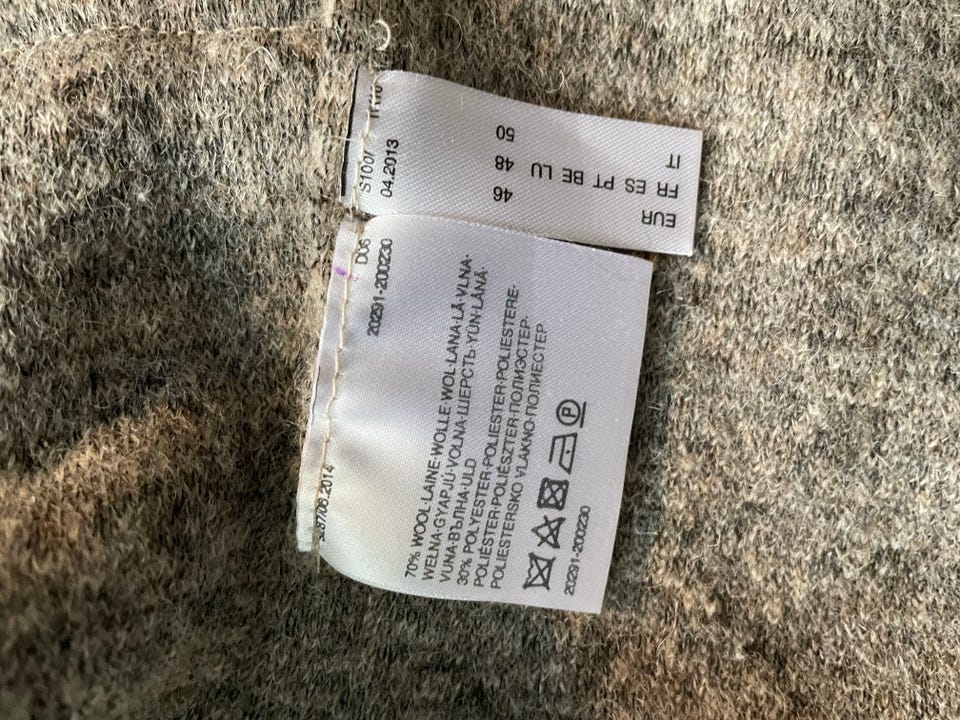 04.2013
EUR 46
FR ES PT BE LU 48
IT 50
D06
20291-200230
70% WOOL·LAINE·WOLLE·WOL·LANA·LÃ·VLNA·
WEŁNA·GYAPJÚ·VOLNA·ШЕРСТЬ·YÜN·LÂNĂ·
VUNA·ВЪЛНА·ULD
30% POLYESTER·POLIESTER·POLIESTERE·
POLIÉSTER·POLIÉSZTER·ПОЛИЭСТЕР·
POLIESTERSKO VLAKNO·ПОЛИЕСТЕР
P
20291-200230